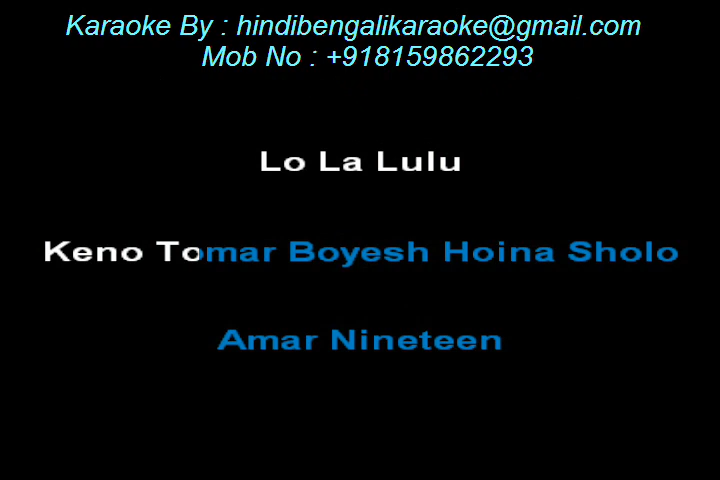 Karaoke By : hindibengalikaraoke@gmail.com
Mob No : +918159862293
Lo La Lulu
Keno Tomar Boyesh Hoina Sholo
Amar Nineteen